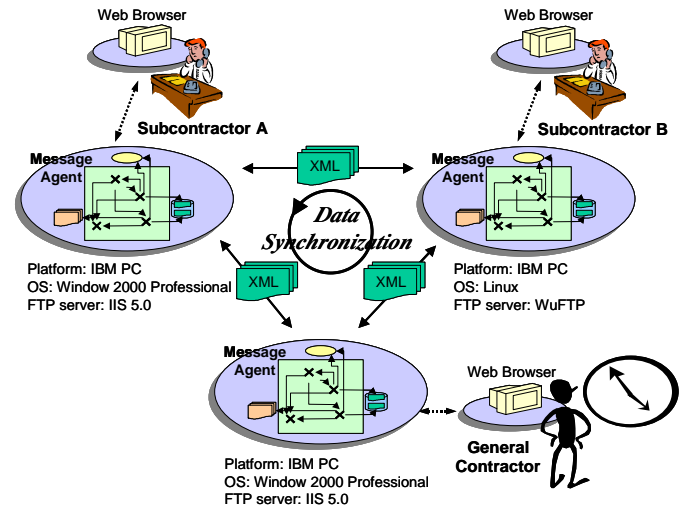 Web Browser
Web Browser
Subcontractor A
Subcontractor B
Message
Agent
XML
Message
Agent
Data
Synchronization
Platform: IBM PC
OS: Window 2000 Professional
FTP server: IIS 5.0
XML
XML
Platform: IBM PC
OS: Linux
FTP server: WuFTP
Message
Agent
Web Browser
General
Contractor
Platform: IBM PC
OS: Window 2000 Professional
FTP server: IIS 5.0